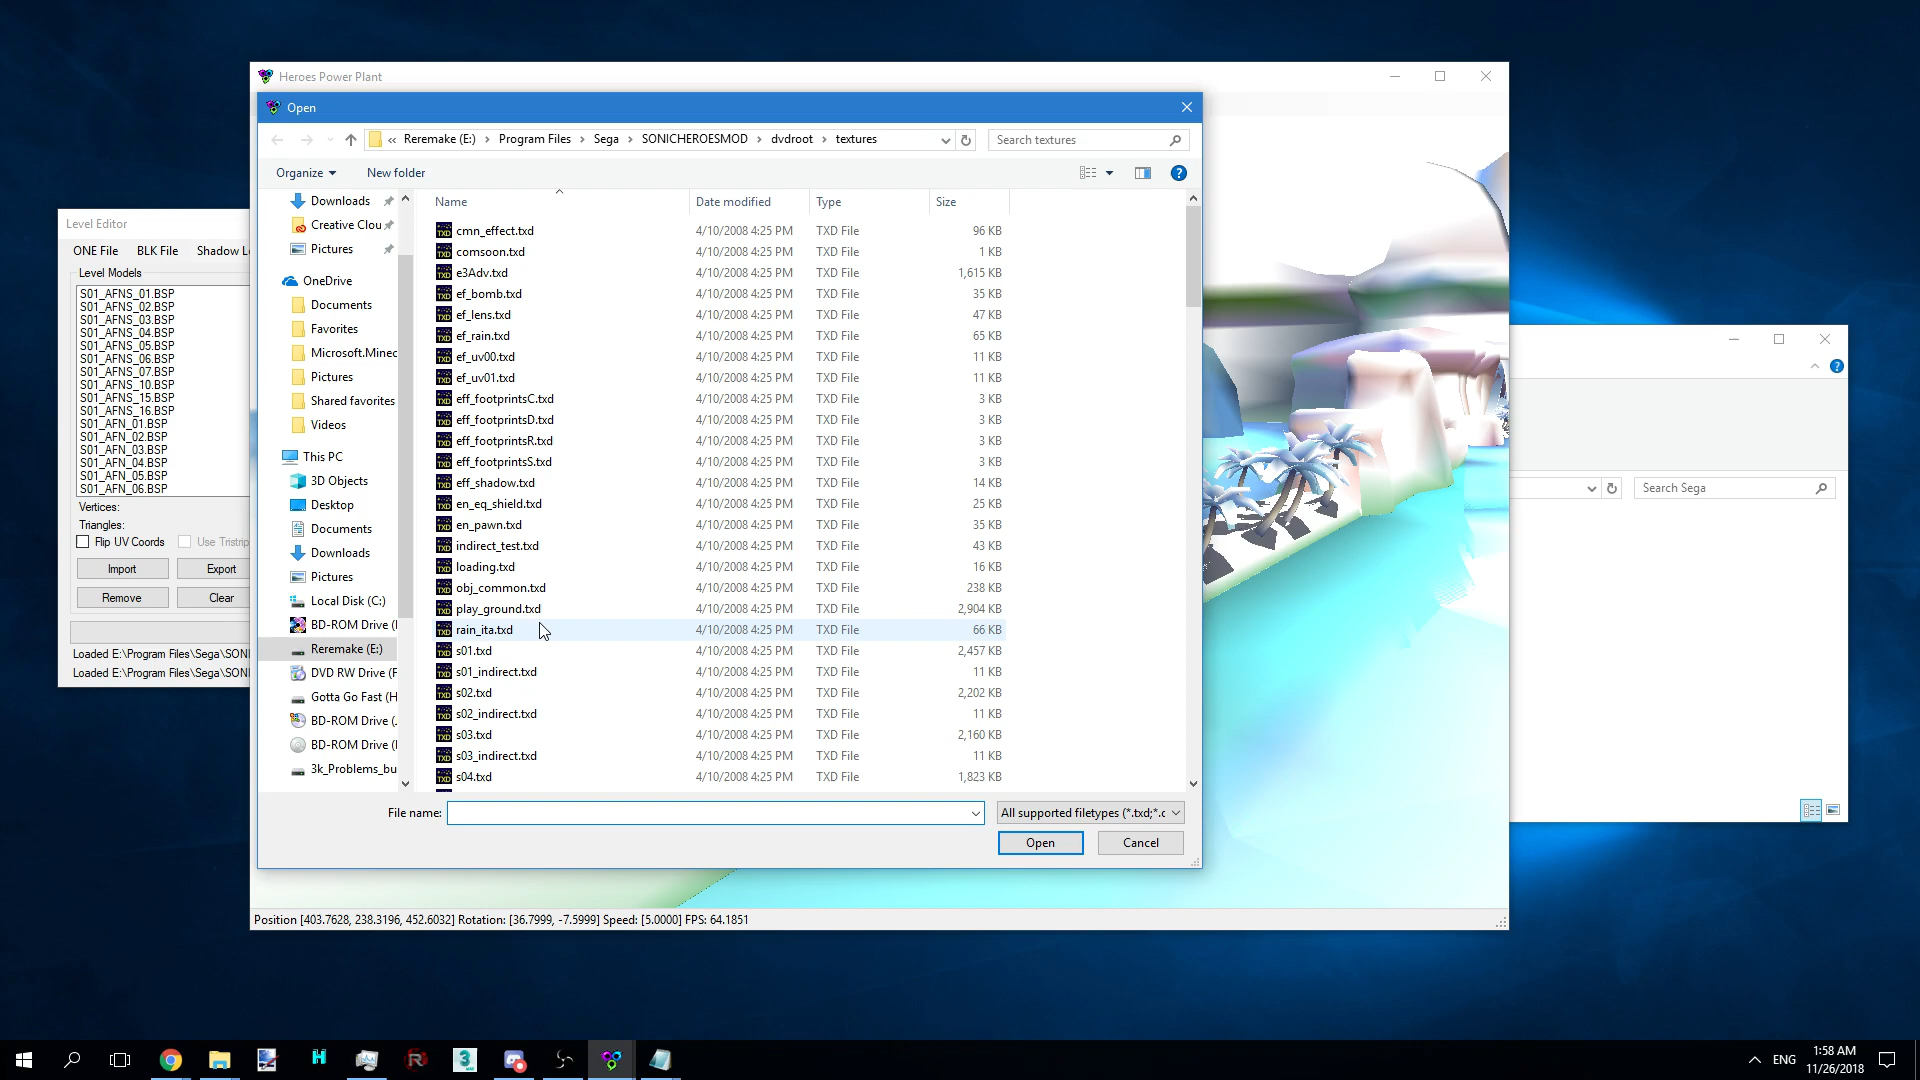 Heroes Power Plant
Open
« Reremake (E:) › Program Files › Sega › SONICHEROESMOD › dvdroot › textures
Search textures
Organize
New folder
Level Editor
ONE File BLK File Shadow L
Level Models
S01_AFNS_01.BSP
S01_AFNS_02.BSP
S01_AFNS_03.BSP
S01_AFNS_04.BSP
S01_AFNS_05.BSP
S01_AFNS_06.BSP
S01_AFNS_07.BSP
S01_AFNS_10.BSP
S01_AFNS_15.BSP
S01_AFNS_16.BSP
S01_AFN_01.BSP
S01_AFN_02.BSP
S01_AFN_03.BSP
S01_AFN_04.BSP
S01_AFN_05.BSP
S01_AFN_06.BSP
Vertices:
Triangles:
Flip UV Coords Use Tristrip
Import Export
Remove Clear
Loaded E:\Program Files\Sega\SONI
Loaded E:\Program Files\Sega\SONI
Downloads
Creative Clou
Pictures
OneDrive
Documents
Favorites
Microsoft.Minec
Pictures
Shared favorites
Videos
This PC
3D Objects
Desktop
Documents
Downloads
Pictures
Local Disk (C:)
BD-ROM Drive (
Reremake (E:)
DVD RW Drive (F
Gotta Go Fast (H
BD-ROM Drive (
BD-ROM Drive (
3k_Problems_bu
Name Date modified Type Size
cmn_effect.txd 4/10/2008 4:25 PM TXD File 96 KB
comsoon.txd 4/10/2008 4:25 PM TXD File 1 KB
e3Adv.txd 4/10/2008 4:25 PM TXD File 1,615 KB
ef_bomb.txd 4/10/2008 4:25 PM TXD File 35 KB
ef_lens.txd 4/10/2008 4:25 PM TXD File 47 KB
ef_rain.txd 4/10/2008 4:25 PM TXD File 65 KB
ef_uv00.txd 4/10/2008 4:25 PM TXD File 11 KB
ef_uv01.txd 4/10/2008 4:25 PM TXD File 11 KB
eff_footprintsC.txd 4/10/2008 4:25 PM TXD File 3 KB
eff_footprintsD.txd 4/10/2008 4:25 PM TXD File 3 KB
eff_footprintsR.txd 4/10/2008 4:25 PM TXD File 3 KB
eff_footprintsS.txd 4/10/2008 4:25 PM TXD File 3 KB
eff_shadow.txd 4/10/2008 4:25 PM TXD File 14 KB
en_eq_shield.txd 4/10/2008 4:25 PM TXD File 25 KB
en_pawn.txd 4/10/2008 4:25 PM TXD File 35 KB
indirect_test.txd 4/10/2008 4:25 PM TXD File 43 KB
loading.txd 4/10/2008 4:25 PM TXD File 16 KB
obj_common.txd 4/10/2008 4:25 PM TXD File 238 KB
play_ground.txd 4/10/2008 4:25 PM TXD File 2,904 KB
rain_ita.txd 4/10/2008 4:25 PM TXD File 66 KB
s01.txd 4/10/2008 4:25 PM TXD File 2,457 KB
s01_indirect.txd 4/10/2008 4:25 PM TXD File 11 KB
s02.txd 4/10/2008 4:25 PM TXD File 2,202 KB
s02_indirect.txd 4/10/2008 4:25 PM TXD File 11 KB
s03.txd 4/10/2008 4:25 PM TXD File 2,160 KB
s03_indirect.txd 4/10/2008 4:25 PM TXD File 11 KB
s04.txd 4/10/2008 4:25 PM TXD File 1,823 KB
File name:
All supported filetypes (*.txd;*.c
Open Cancel
Search Sega
Position [403.7628, 238.3196, 452.6032] Rotation: [36.7999, -7.5999] Speed: [5.0000] FPS: 64.1851
ENG
1:58 AM
11/26/2018